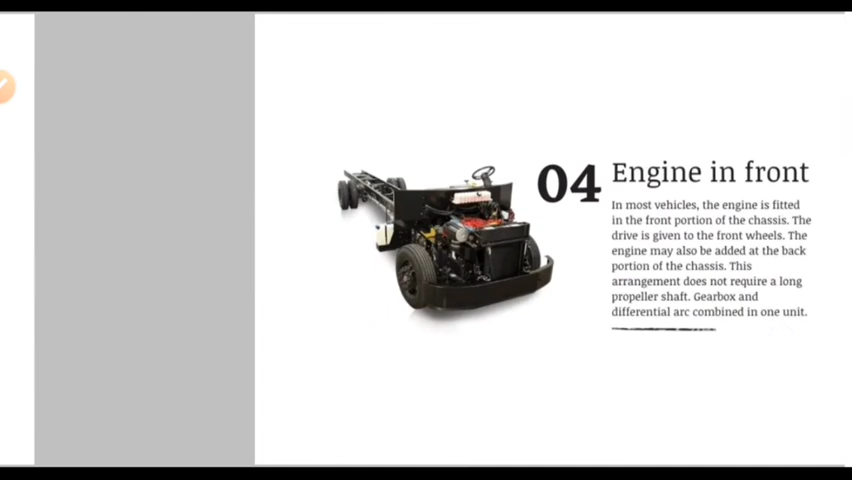 04
Engine in front
In most vehicles, the engine is fitted
in the front portion of the chassis. The
drive is given to the front wheels. The
engine may also be added at the back
portion of the chassis. This
arrangement does not require a long
propeller shaft. Gearbox and
differential arc combined in one unit.